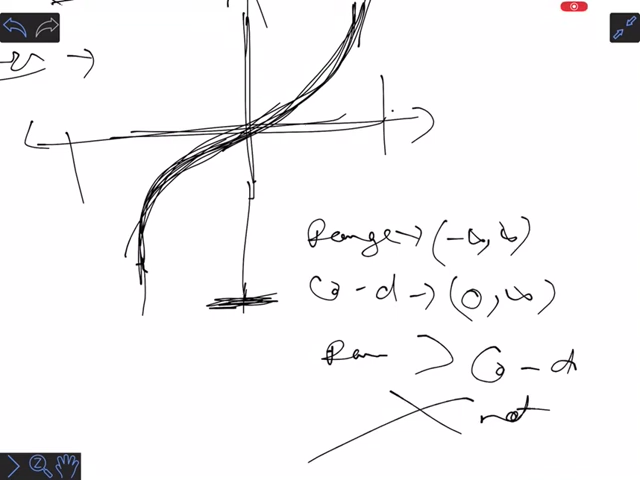 Range → (-∞, ∞)
Co-d → (0, ∞)
Ran > Co-d
not